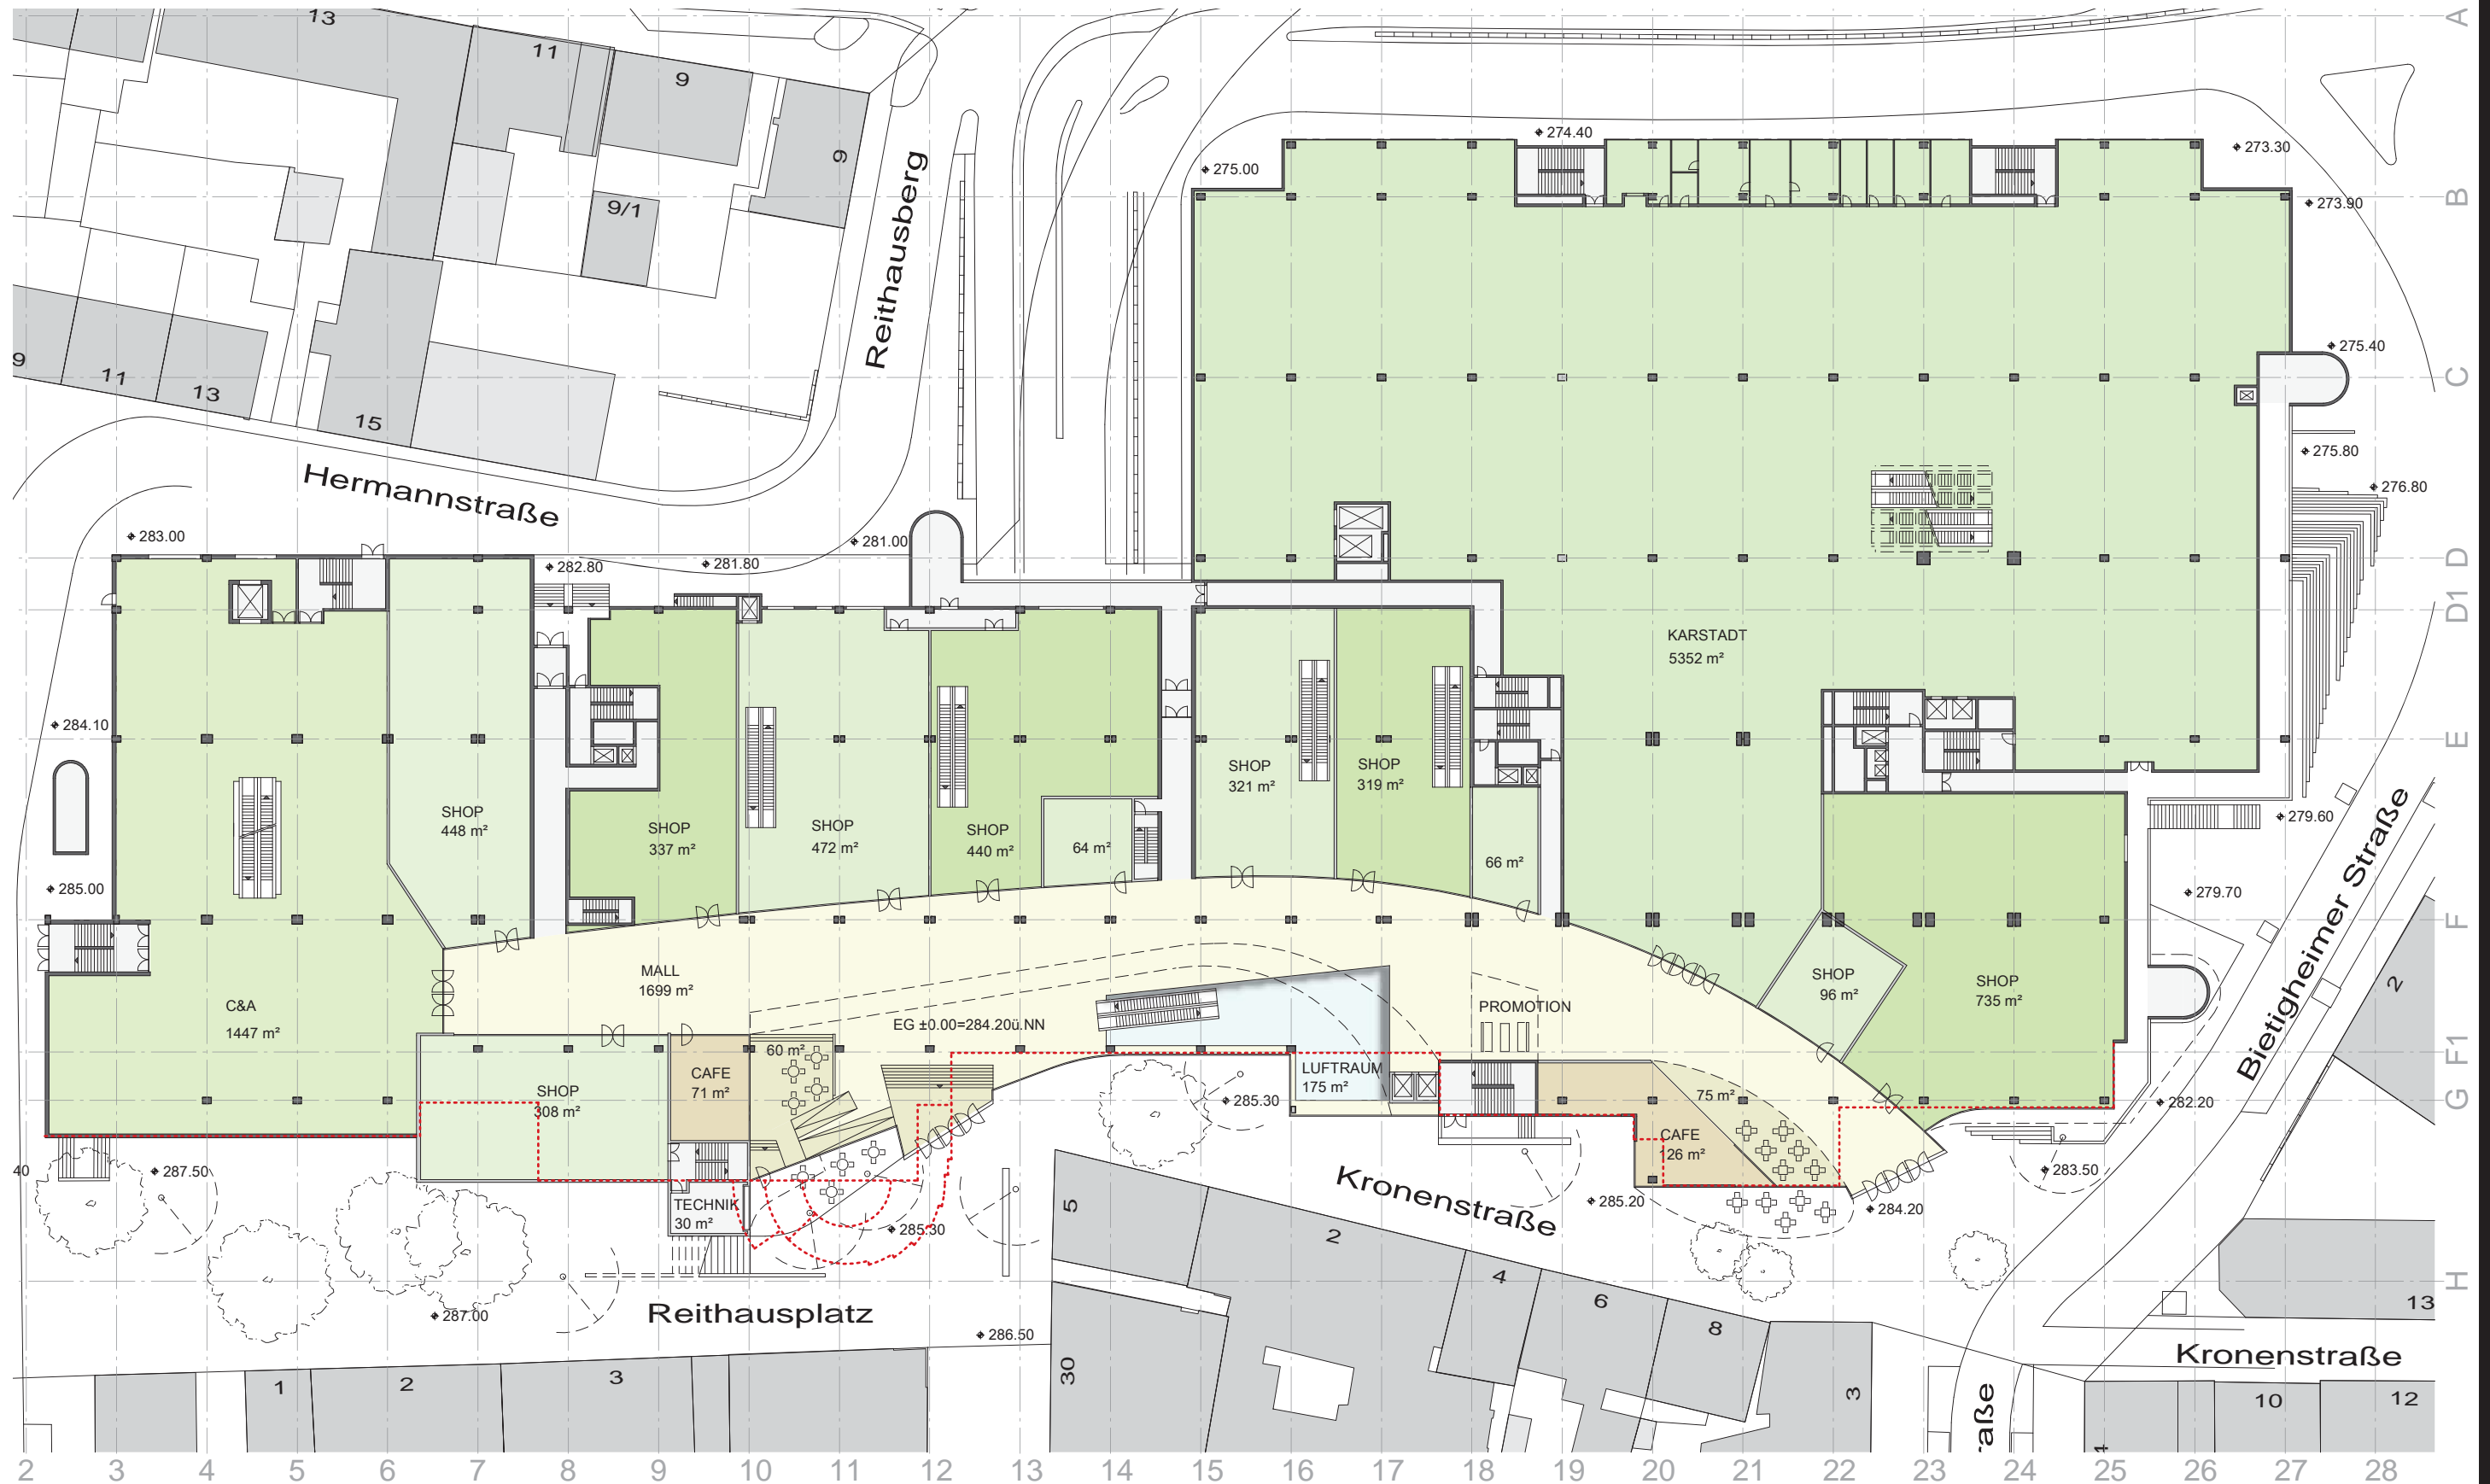 13
11
9
9
A
274.40
275.00
273.30
Reithausberg
9/1
B
273.90
275.40
9
11
13
15
C
275.80
Hermannstraße
276.80
283.00
281.00
282.80
281.80
D
D1
KARSTADT
5352 m²
284.10
E
SHOP
321 m²
SHOP
319 m²
SHOP
448 m²
SHOP
337 m²
SHOP
472 m²
SHOP
440 m²
64 m²
66 m²
279.60
Bietigheimer Straße
285.00
279.70
F
MALL
1699 m²
SHOP
96 m²
SHOP
735 m²
2
C&A
1447 m²
PROMOTION
EG ±0.00=284.20ü.NN
60 m²
F1
CAFE
71 m²
LUFTRAUM
175 m²
SHOP
308 m²
75 m²
285.30
282.20
G
CAFE
126 m²
40
287.50
283.50
Kronenstraße
TECHNIK
30 m²
285.30
5
2
285.20
284.20
4
6
8
H
13
287.00
Reithausplatz
286.50
Kronenstraße
1
2
3
30
3
raße
4
10
12
2 3 4 5 6 7 8 9 10 11 12 13 14 15 16 17 18 19 20 21 22 23 24 25 26 27 28